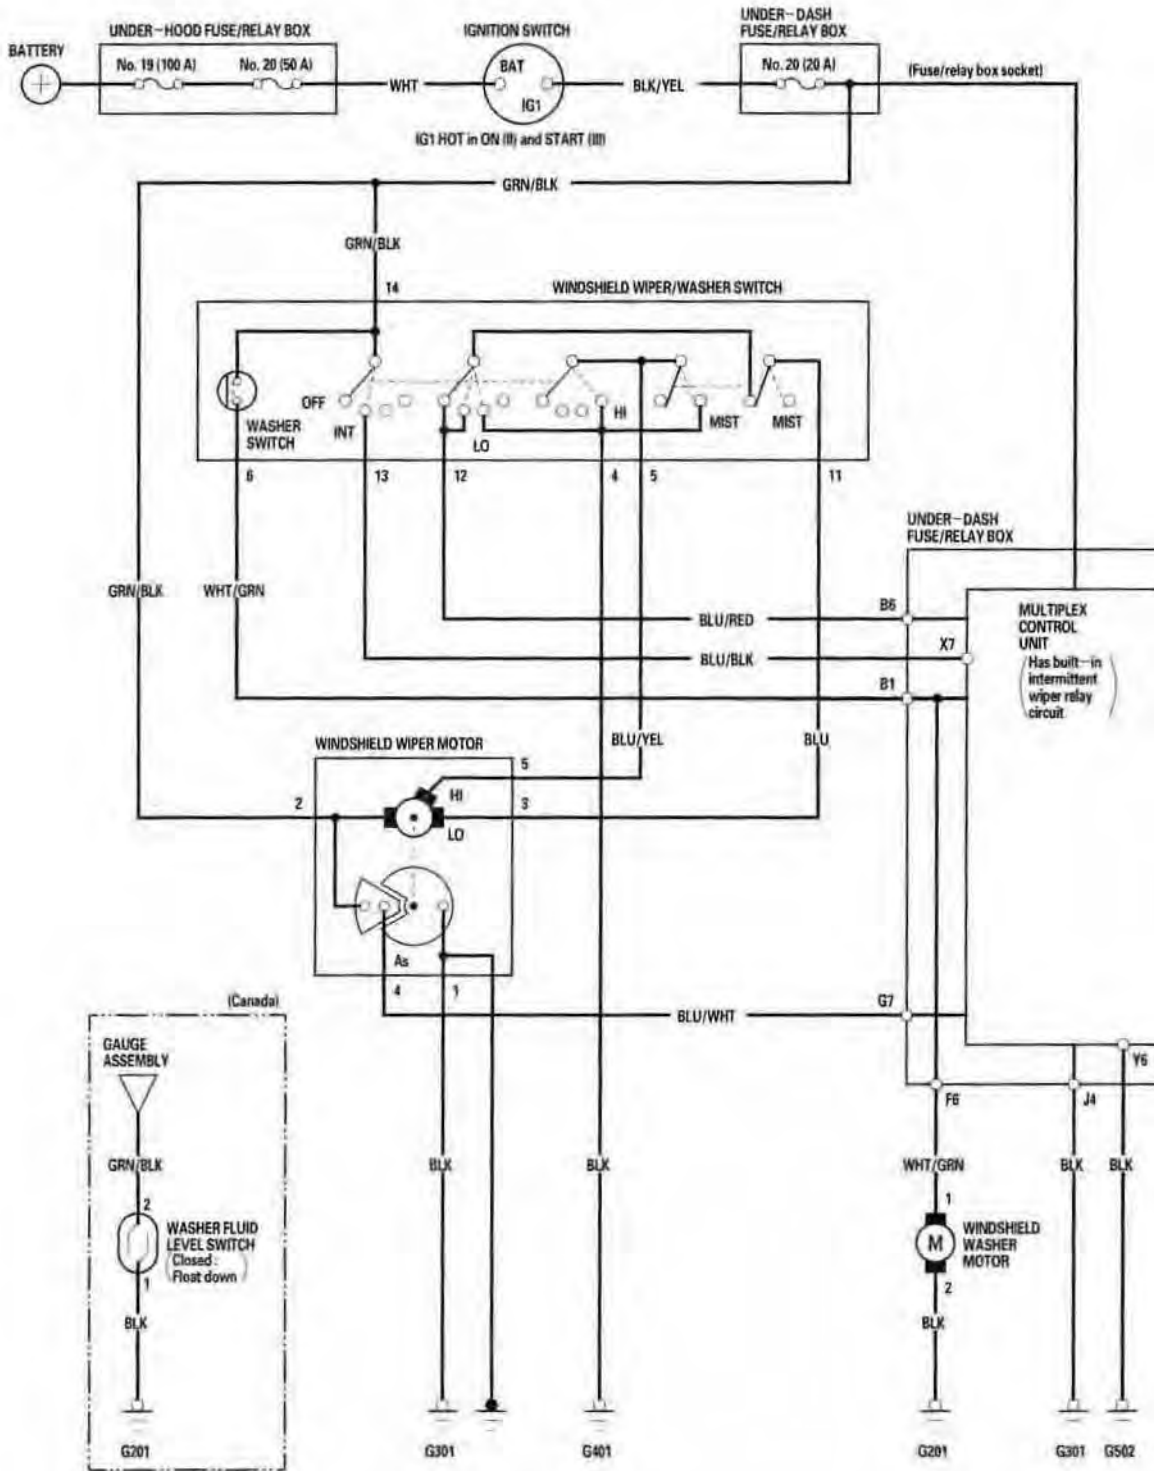 UNDER-HOOD FUSE/RELAY BOX
IGNITION SWITCH
UNDER-DASH
FUSE/RELAY BOX
BATTERY
No. 19 (100 A)
No. 20 (50 A)
BAT
No. 20 (20 A)
(Fuse/relay box socket)
WHT
BLK/YEL
IG1
IG1 HOT in ON (II) and START (III)
GRN/BLK
GRN/BLK
14
WINDSHIELD WIPER/WASHER SWITCH
OFF
HI
WASHER
SWITCH
INT
LO
MIST
MIST
6
13
12
4
5
11
UNDER-DASH
FUSE/RELAY BOX
GRN/BLK
WHT/GRN
BLU/RED
B6
MULTIPLEX
CONTROL
UNIT
(Has built-in
intermittent
wiper relay
circuit)
X7
BLU/BLK
B1
BLU/YEL
BLU
WINDSHIELD WIPER MOTOR
5
HI
2
3
LO
As
4
1
(Canada)
BLU/WHT
G7
GAUGE
ASSEMBLY
Y6
F6
J4
GRN/BLK
BLK
BLK
WHT/GRN
BLK
BLK
2
1
WASHER FLUID
LEVEL SWITCH
(Closed :
Float down)
M
WINDSHIELD
WASHER
MOTOR
1
2
BLK
BLK
G201
G301
G401
G201
G301
G502